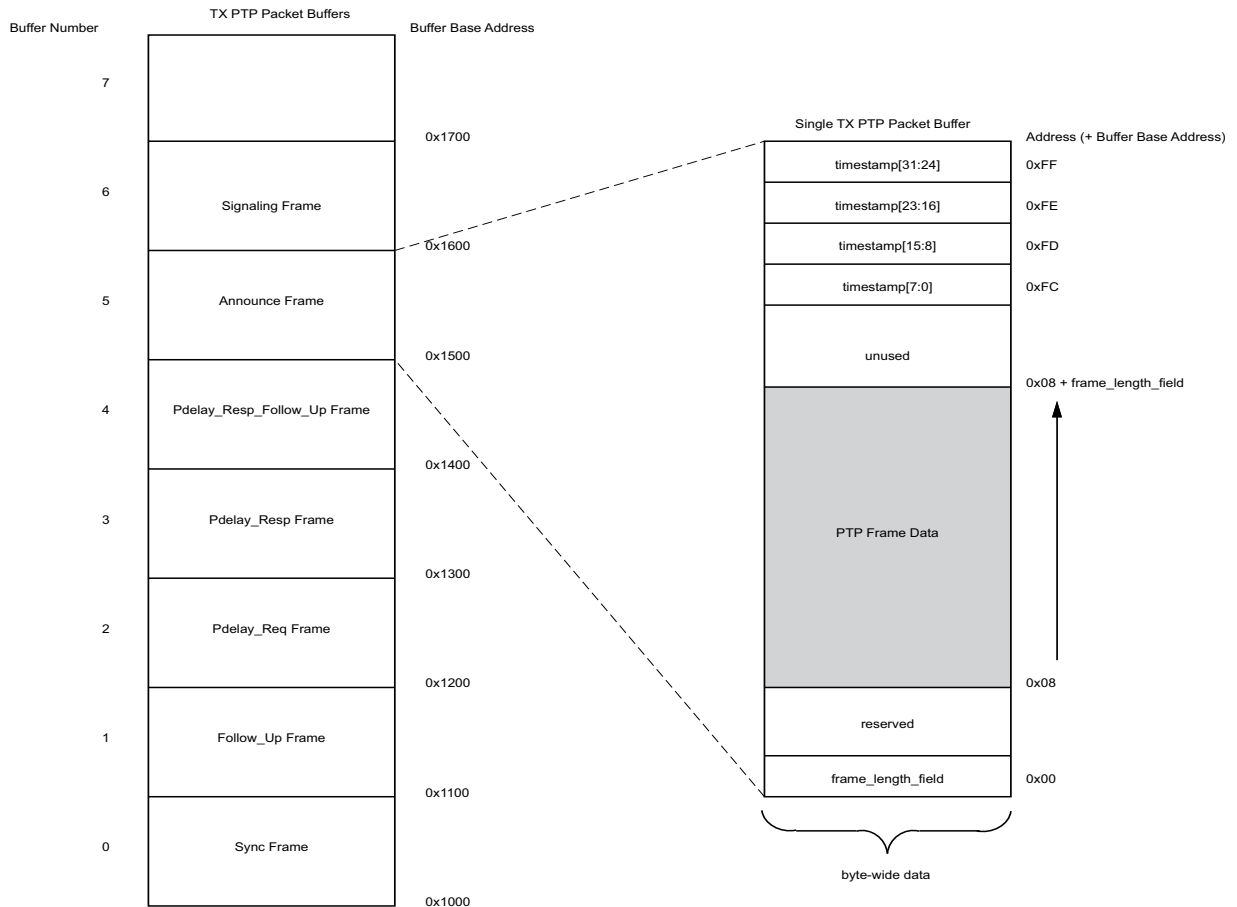 TX PTP Packet Buffers
Buffer Number
Buffer Base Address
7
0x1700
6
Signaling Frame
0x1600
5
Announce Frame
0x1500
4
Pdelay_Resp_Follow_Up Frame
0x1400
3
Pdelay_Resp Frame
0x1300
2
Pdelay_Req Frame
0x1200
1
Follow_Up Frame
0x1100
0
Sync Frame
0x1000
Single TX PTP Packet Buffer
Address (+ Buffer Base Address)
timestamp[31:24]
0xFF
timestamp[23:16]
0xFE
timestamp[15:8]
0xFD
timestamp[7:0]
0xFC
unused
0x08 + frame_length_field
PTP Frame Data
0x08
reserved
frame_length_field
0x00
byte-wide data